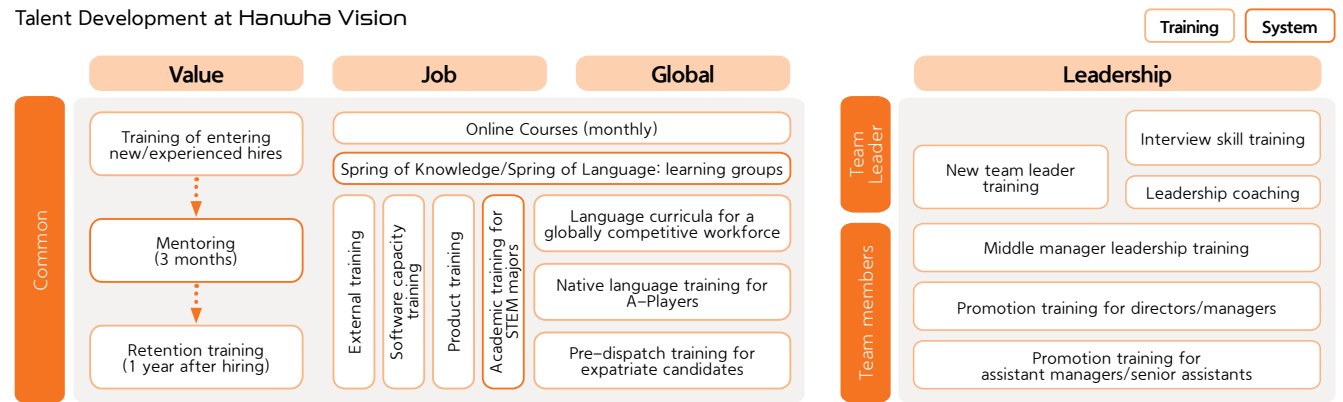 Talent Development at Hanwha Vision
Training
System
Value
Job
Global
Leadership
Common
Training of entering
new/experienced hires
Mentoring
(3 months)
Retention training
(1 year after hiring)
Online Courses (monthly)
Spring of Knowledge/Spring of Language: learning groups
External training
Software capacity
training
Product training
Academic training for
STEM majors
Language curricula for a
globally competitive workforce
Native language training for
A-Players
Pre-dispatch training for
expatriate candidates
Team
Leader
New team leader
training
Interview skill training
Leadership coaching
Team members
Middle manager leadership training
Promotion training for directors/managers
Promotion training for
assistant managers/senior assistants